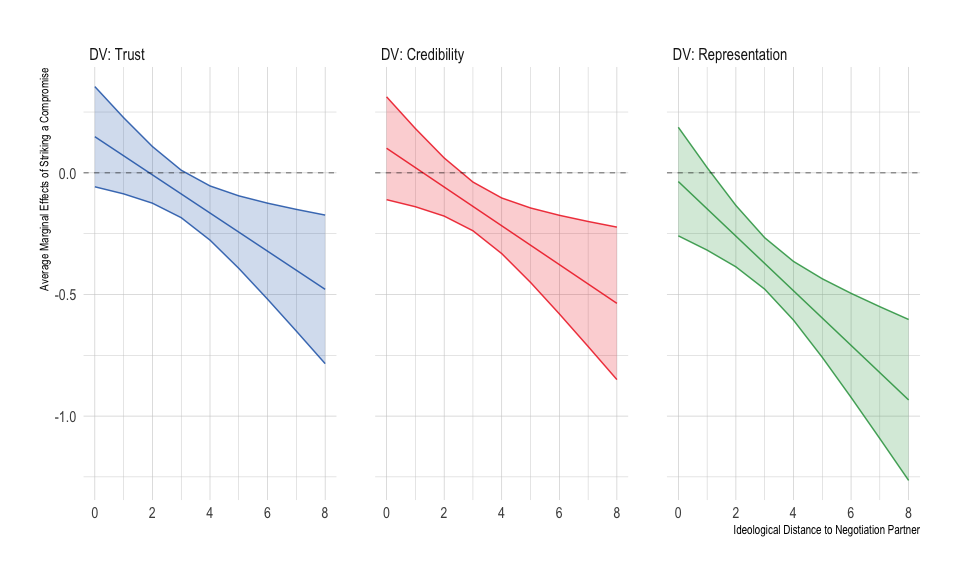 DV: Trust
DV: Credibility
DV: Representation
Average Marginal Effects of Striking a Compromise
0.0
-0.5
-1.0
0 2 4 6 8
0 2 4 6 8
0 2 4 6 8
Ideological Distance to Negotiation Partner